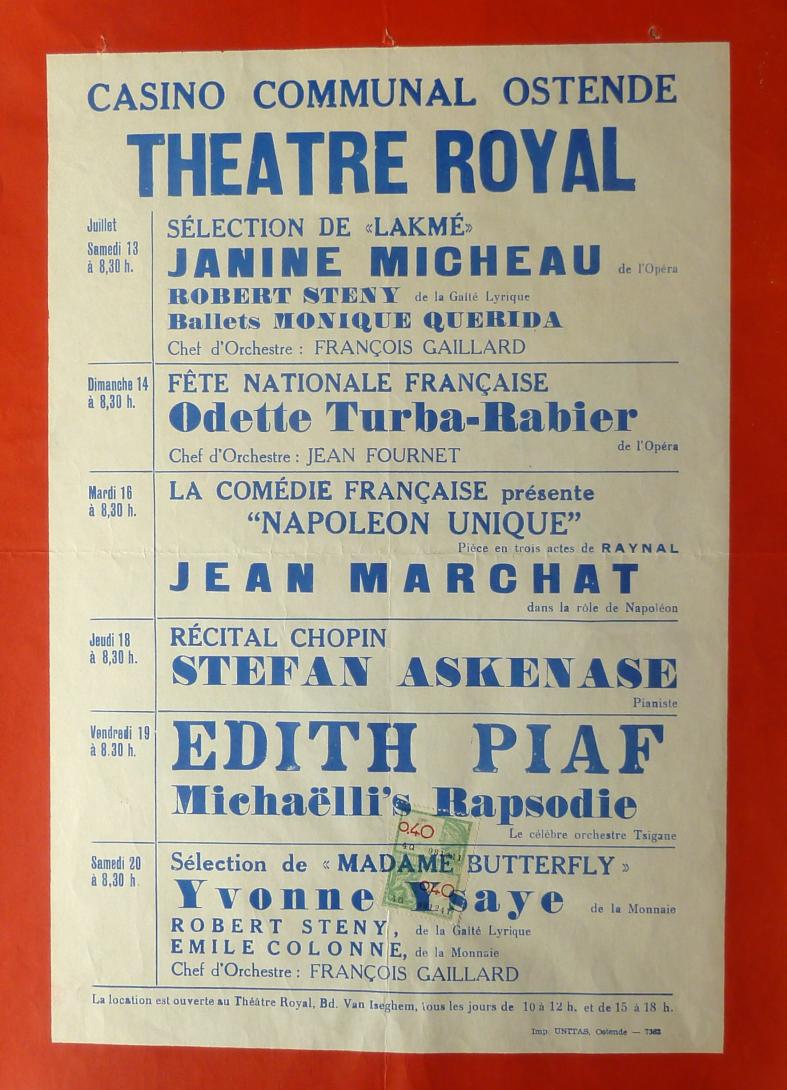 CASINO COMMUNAL OSTENDE
THEATRE ROYAL
Juillet
Samedi 13
à 8,30 h.
SÉLECTION DE «LAKMÉ»
JANINE MICHEAU de l'Opéra
ROBERT STENY de la Gaîté Lyrique
Ballets MONIQUE QUERIDA
Chef d'Orchestre : FRANÇOIS GAILLARD
Dimanche 14
à 8,30 h.
FÊTE NATIONALE FRANÇAISE
Odette Turba-Rabier
de l'Opéra
Chef d'Orchestre : JEAN FOURNET
Mardi 16
à 8,30 h.
LA COMÉDIE FRANÇAISE présente
“NAPOLEON UNIQUE”
Pièce en trois actes de RAYNAL
JEAN MARCHAT
dans la rôle de Napoléon
Jeudi 18
à 8,30 h.
RÉCITAL CHOPIN
STEFAN ASKENASE
Pianiste
Vendredi 19
à 8.30 h.
EDITH PIAF
Michaëlli's Rapsodie
Le célèbre orchestre Tsigane
0,40
0,40
Samedi 20
à 8,30 h
Sélection de « MADAME BUTTERFLY »
Yvonne Ysaye de la Monnaie
ROBERT STENY, de la Gaîté Lyrique
EMILE COLONNE, de la Monnaie
Chef d'Orchestre : FRANÇOIS GAILLARD
La location est ouverte au Théâtre Royal, Bd. Van Iseghem, tous les jours de 10 à 12 h. et de 15 à 18 h.
Imp. UNITAS, Ostende — 7363